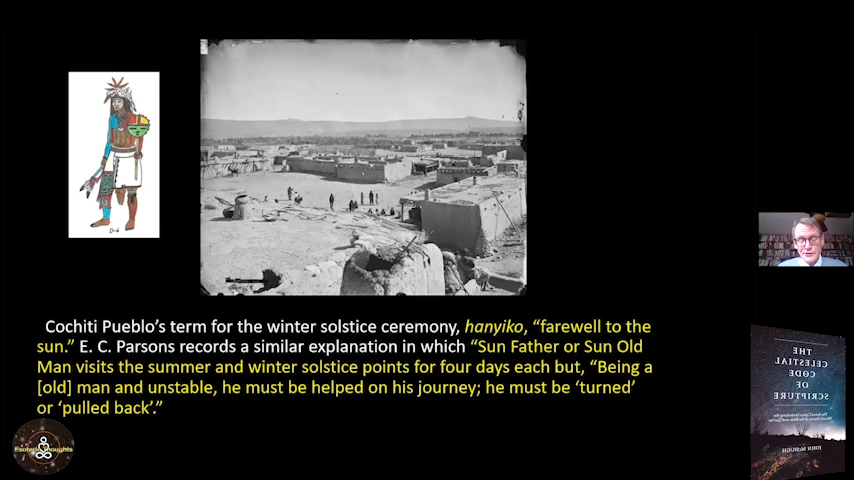 Cochiti Pueblo’s term for the winter solstice ceremony, hanyiko, “farewell to the
sun.” E. C. Parsons records a similar explanation in which “Sun Father or Sun Old
Man visits the summer and winter solstice points for four days each but, “Being a
[old] man and unstable, he must be helped on his journey; he must be ‘turned’
or ‘pulled back’.”
THE
CELESTIAL
CODE
OF
SCRIPTURE
JOHN McHUGH
Esoteric Thoughts